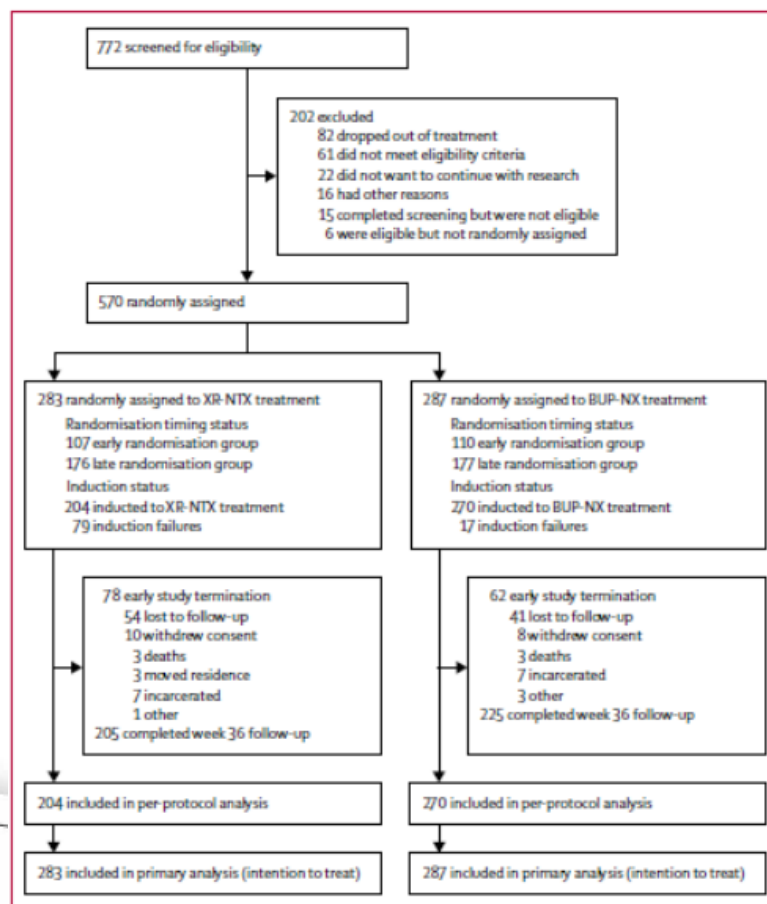 772 screened for eligibility
202 excluded
82 dropped out of treatment
61 did not meet eligibility criteria
22 did not want to continue with research
16 had other reasons
15 completed screening but were not eligible
6 were eligible but not randomly assigned
570 randomly assigned
283 randomly assigned to XR-NTX treatment
Randomisation timing status
107 early randomisation group
176 late randomisation group
Induction status
204 inducted to XR-NTX treatment
79 induction failures
287 randomly assigned to BUP-NX treatment
Randomisation timing status
110 early randomisation group
177 late randomisation group
Induction status
270 inducted to BUP-NX treatment
17 induction failures
78 early study termination
54 lost to follow-up
10 withdrew consent
3 deaths
3 moved residence
7 incarcerated
1 other
205 completed week 36 follow-up
62 early study termination
41 lost to follow-up
8 withdrew consent
3 deaths
7 incarcerated
3 other
225 completed week 36 follow-up
204 included in per-protocol analysis
270 included in per-protocol analysis
283 included in primary analysis (intention to treat)
287 included in primary analysis (intention to treat)